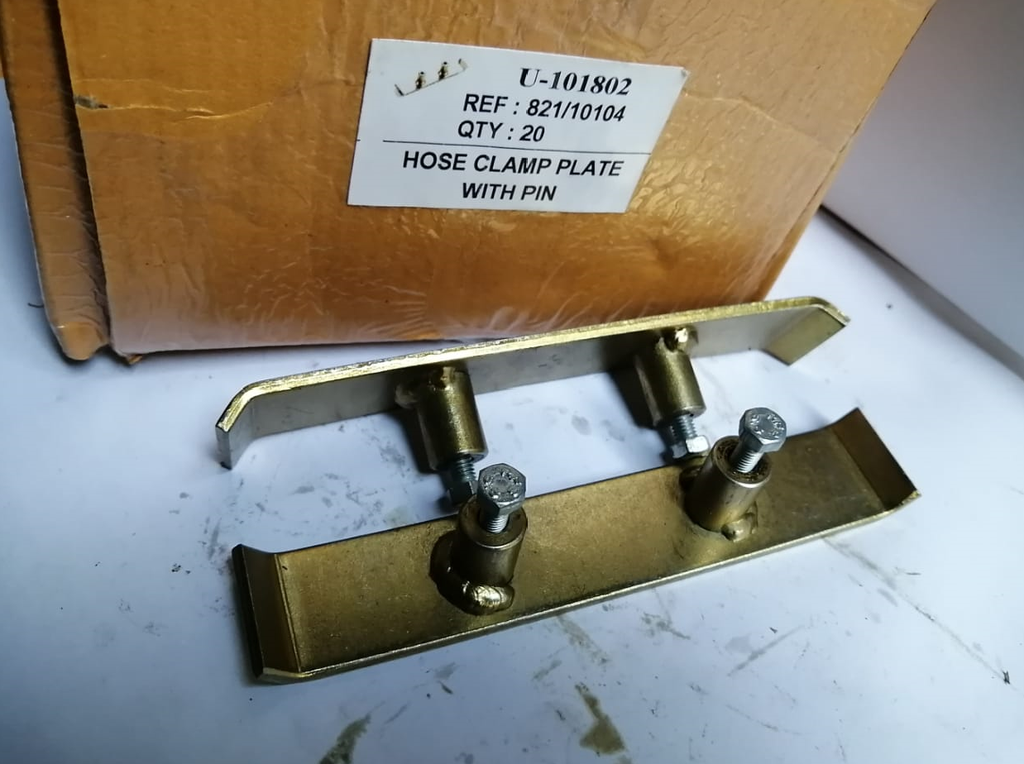 U-101802
REF : 821/10104
QTY : 20
HOSE CLAMP PLATE
WITH PIN